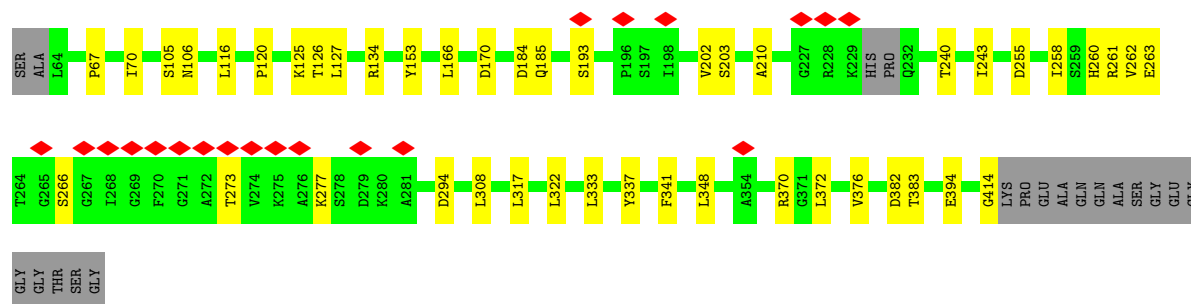 SER ALA L64 P67 I70 S105 N106 L116 P120 K125 T126 L127 R134 Y153 L166 D170 D184 Q185 S193 P196 S197 I198 V202 S203 A210 G227 R228 K229 HIS PRO Q232 T240 I243 D255 I258 S259 H260 R261 V262 E263
T264 G265 S266 G267 I268 G269 F270 G271 A272 T273 V274 K275 A276 K277 S278 D279 K280 A281 D294 L308 L317 L322 L333 Y337 F341 L348 A354 R370 G371 L372 V376 D382 T383 E394 G414 LYS PRO GLU ALA GLN GLN ALA SER GLY GLU GLY
GLY GLY THR SER GLY